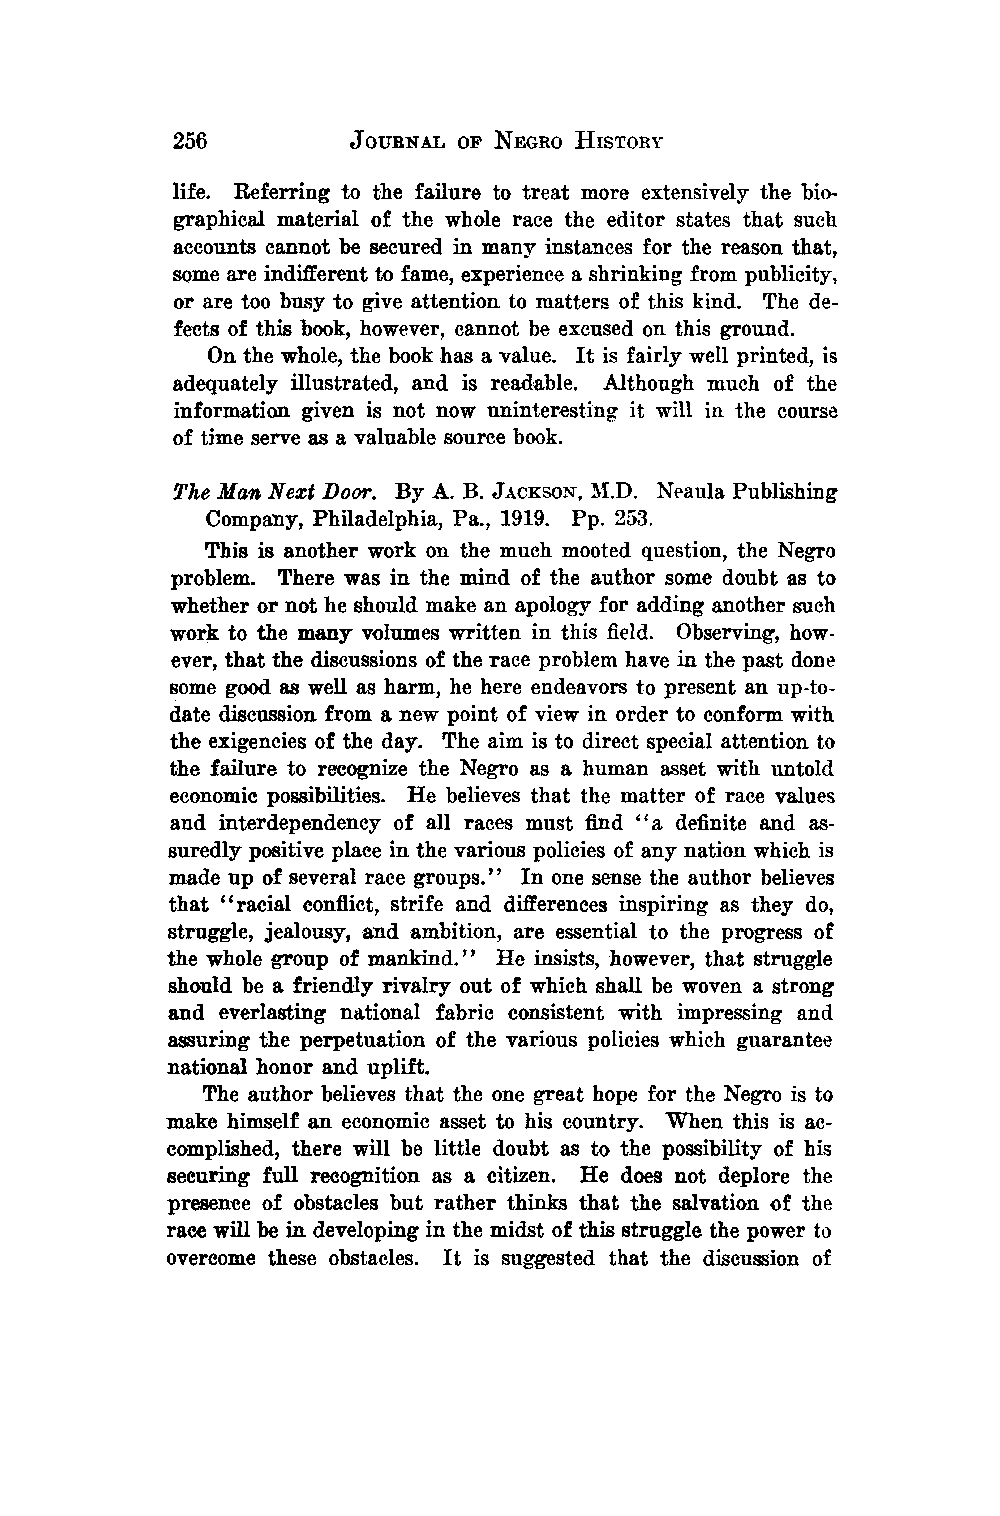 256 JOURNAL OF NEGRO HISTORY
life. Referring to the failure to treat more extensively the bio-
graphical material of the whole race the editor states that such
accounts cannot be secured in many instances for the reason that,
some are indifferent to fame, experience a shrinking from publicity,
or are too busy to give attention to matters of this kind. The de-
fects of this book, however, cannot be excused on this ground.
On the whole, the book has a value. It is fairly well printed, is
adequately illustrated, and is readable. Although much of the
information given is not now uninteresting it will in the course
of time serve as a valuable source book.
The Man Next Door. By A. B. JACKSON, M.D. Neaula Publishing
Company, Philadelphia, Pa., 1919. Pp. 253.
This is another work on the much mooted question, the Negro
problem. There was in the mind of the author some doubt as to
whether or not he should make an apology for adding another such
work to the many volumes written in this field. Observing, how-
ever, that the discussions of the race problem have in the past done
some good as well as harm, he here endeavors to present an up-to-
date discussion from a new point of view in order to conform with
the exigencies of the day. The aim is to direct special attention to
the failure to recognize the Negro as a human asset with untold
economic possibilities. He believes that the matter of race values
and interdependency of all races must find "a definite and as-
suredly positive place in the various policies of any nation which is
made up of several race groups." In one sense the author believes
that "racial conflict, strife and differences inspiring as they do,
struggle, jealousy, and ambition, are essential to the progress of
the whole group of mankind." He insists, however, that struggle
should be a friendly rivalry out of which shall be woven a strong
and everlasting national fabric consistent with impressing and
assuring the perpetuation of the various policies which guarantee
national honor and uplift.
The author believes that the one great hope for the Negro is to
make himself an economic asset to his country. When this is ac-
complished, there will be little doubt as to the possibility of his
securing full recognition as a citizen. He does not deplore the
presence of obstacles but rather thinks that the salvation of the
race will be in developing in the midst of this struggle the power to
overcome these obstacles. It is suggested that the discussion of